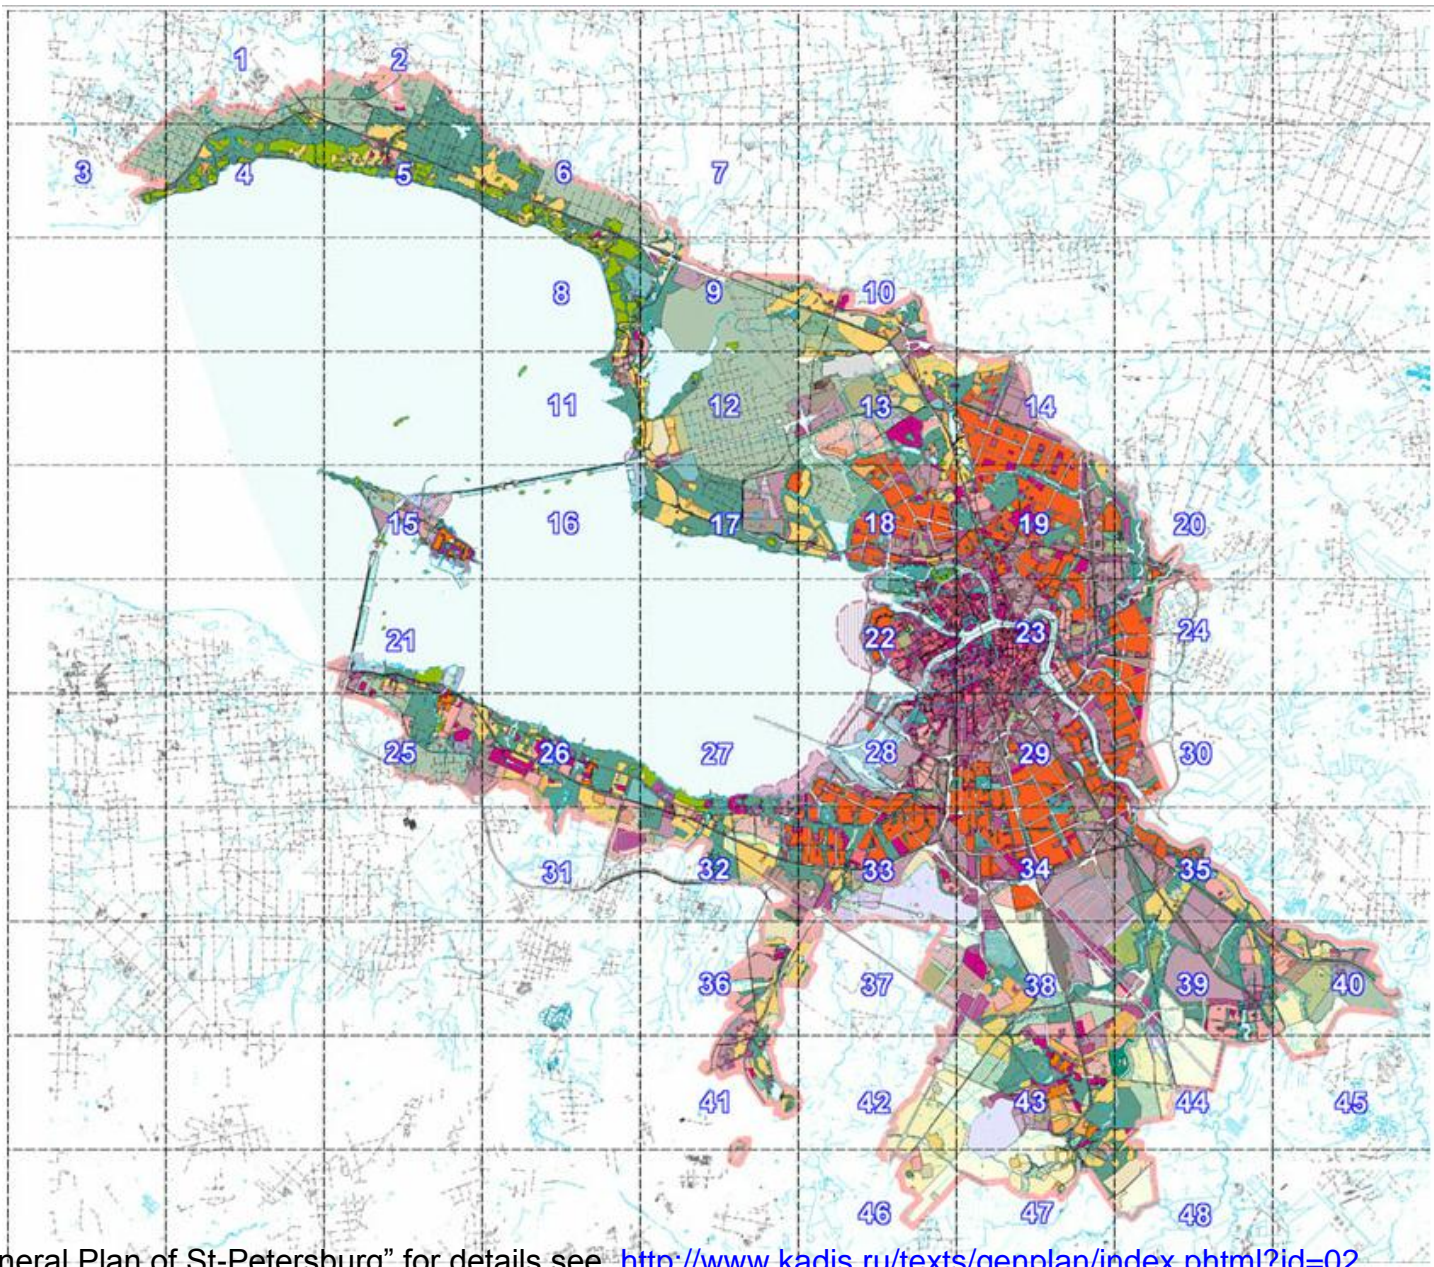 1 2
3 4 5 6 7
8 9 10
11 12 13 14
15 16 17 18 19 20
21 22 23 24
25 26 27 28 29 30
31 32 33 34 35
36 37 38 39 40
41 42 43 44 45
46 47 48
neral Plan of St-Petersburg” for details see http://www.kadis.ru/texts/genplan/index.phtml?id=02